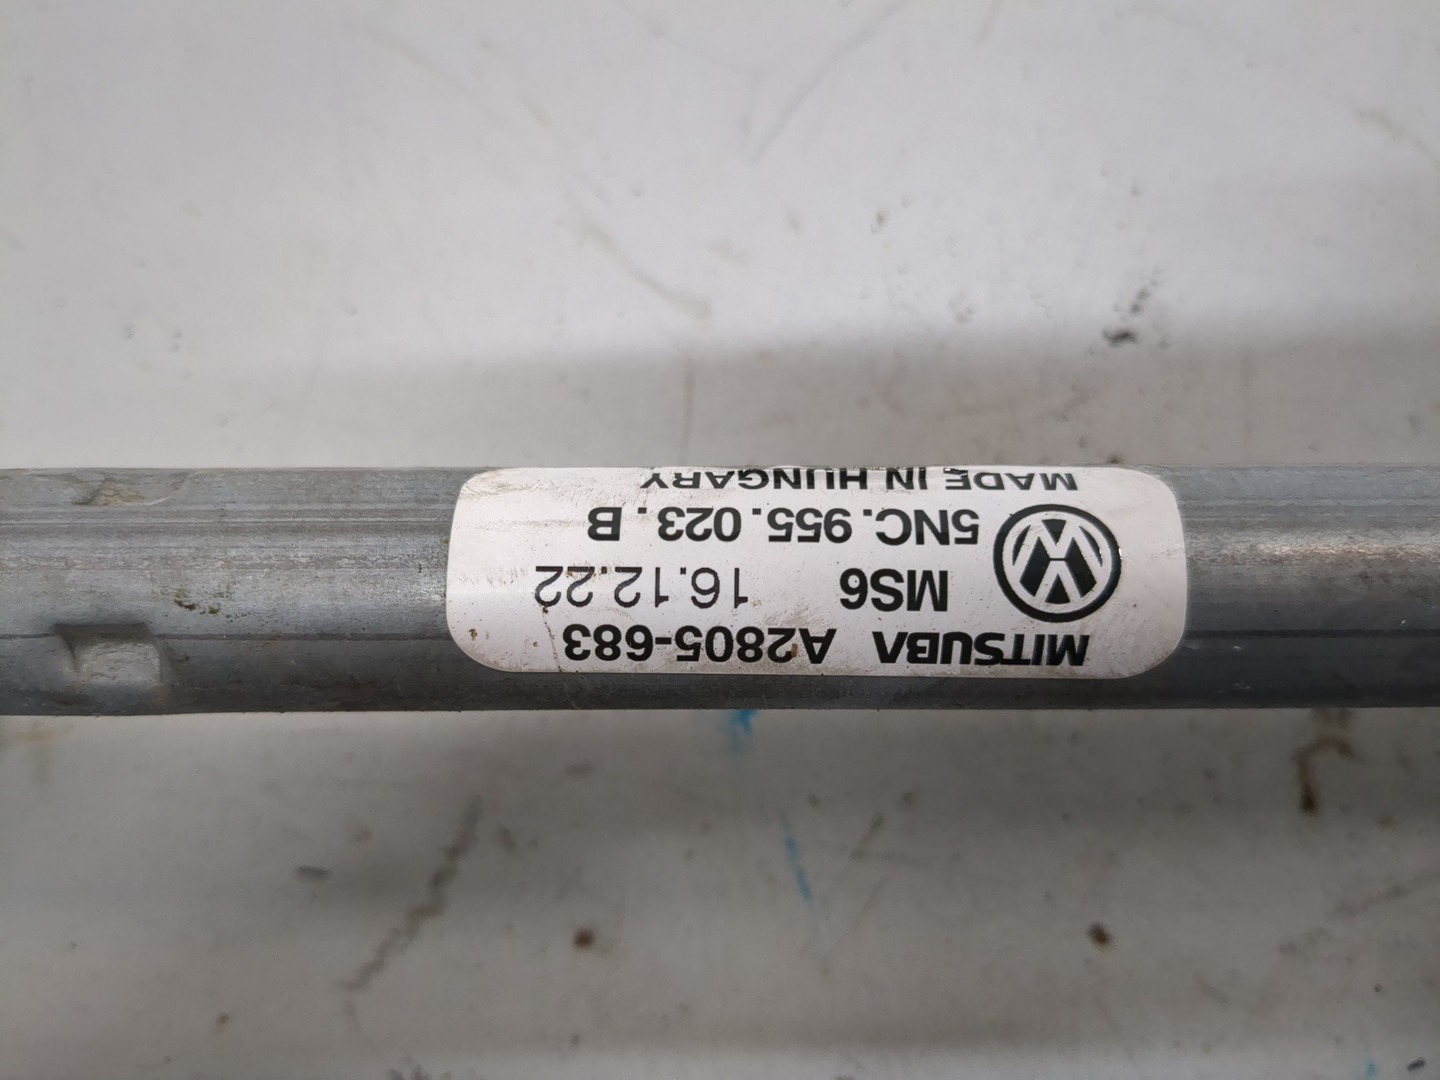 MITSUBA A2805-683
MS6 16.12.22
5NC.955.023.B
MADE IN HUNGARY